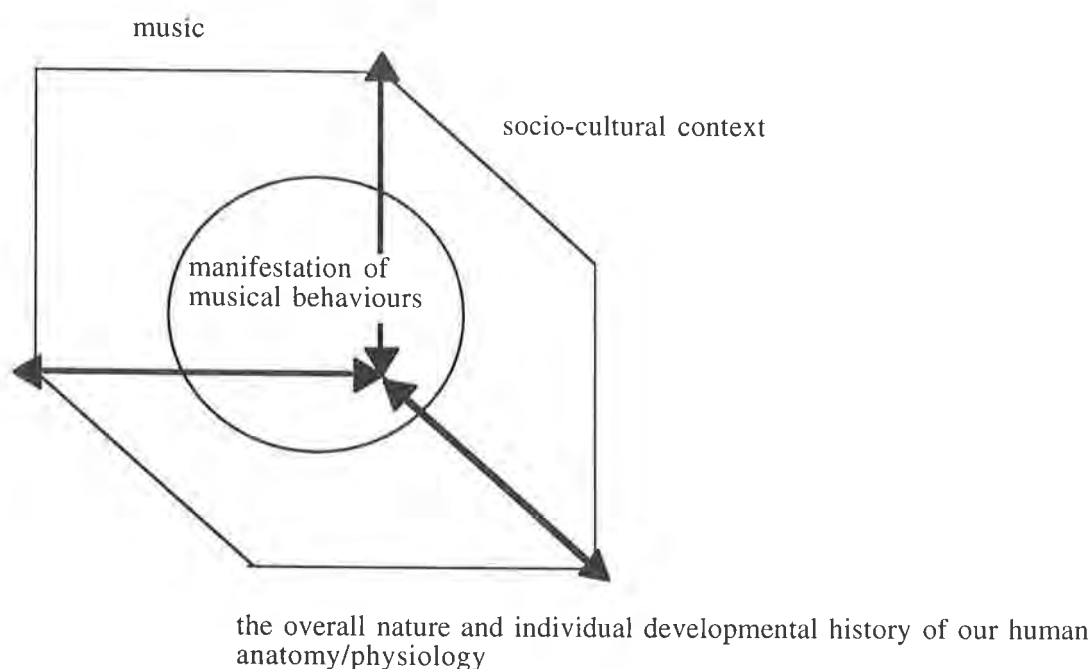 music
socio-cultural context
manifestation of
musical behaviours
the overall nature and individual developmental history of our human
anatomy/physiology